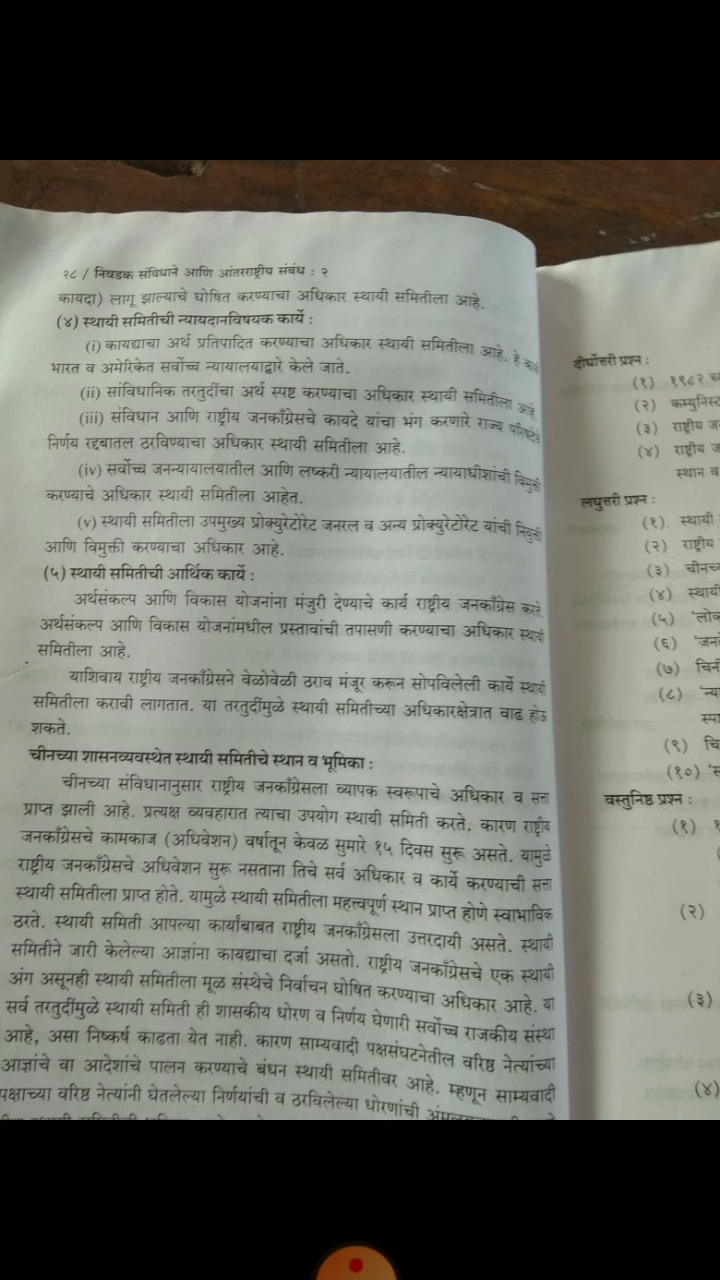 २८ / निवडक संविधाने आणि आंतरराष्ट्रीय संबंध : २
कायदा) लागू झाल्याचे घोषित करण्याचा अधिकार स्थायी समितीला आहे.
(४) स्थायी समितीची न्यायदानविषयक कार्ये :
(i) कायद्याचा अर्थ प्रतिपादित करण्याचा अधिकार स्थायी समितीला आहे. हे कार्य
भारत व अमेरिकेत सर्वोच्च न्यायालयाद्वारे केले जाते.
(ii) सांविधानिक तरतुदींचा अर्थ स्पष्ट करण्याचा अधिकार स्थायी समितीला आहे.
(iii) संविधान आणि राष्ट्रीय जनकाँग्रेसचे कायदे यांचा भंग करणारे राज्य परिषदेचे
निर्णय रद्दबातल ठरविण्याचा अधिकार स्थायी समितीला आहे.
(iv) सर्वोच्च जनन्यायालयातील आणि लष्करी न्यायालयातील न्यायाधीशांची विमुक्ती
करण्याचे अधिकार स्थायी समितीला आहेत.
(v) स्थायी समितीला उपमुख्य प्रोक्युरेटोरेट जनरल व अन्य प्रोक्युरेटोरेट यांची नियुक्ती
आणि विमुक्ती करण्याचा अधिकार आहे.
(५) स्थायी समितीची आर्थिक कार्ये :
अर्थसंकल्प आणि विकास योजनांना मंजुरी देण्याचे कार्य राष्ट्रीय जनकाँग्रेस करते.
अर्थसंकल्प आणि विकास योजनांमधील प्रस्तावांची तपासणी करण्याचा अधिकार स्थायी
समितीला आहे.
याशिवाय राष्ट्रीय जनकाँग्रेसने वेळोवेळी ठराव मंजूर करून सोपविलेली कार्ये स्थायी
समितीला करावी लागतात. या तरतुदींमुळे स्थायी समितीच्या अधिकारक्षेत्रात वाढ होऊ
शकते.
चीनच्या शासनव्यवस्थेत स्थायी समितीचे स्थान व भूमिका :
चीनच्या संविधानानुसार राष्ट्रीय जनकाँग्रेसला व्यापक स्वरूपाचे अधिकार व सत्ता
प्राप्त झाली आहे. प्रत्यक्ष व्यवहारात त्याचा उपयोग स्थायी समिती करते. कारण राष्ट्रीय
जनकाँग्रेसचे कामकाज (अधिवेशन) वर्षातून केवळ सुमारे १५ दिवस सुरू असते. यामुळे
राष्ट्रीय जनकाँग्रेसचे अधिवेशन सुरू नसताना तिचे सर्व अधिकार व कार्ये करण्याची सत्ता
स्थायी समितीला प्राप्त होते. यामुळे स्थायी समितीला महत्त्वपूर्ण स्थान प्राप्त होणे स्वाभाविक
ठरते. स्थायी समिती आपल्या कार्यांबाबत राष्ट्रीय जनकाँग्रेसला उत्तरदायी असते. स्थायी
समितीने जारी केलेल्या आज्ञांना कायद्याचा दर्जा असतो. राष्ट्रीय जनकाँग्रेसचे एक स्थायी
अंग असूनही स्थायी समितीला मूळ संस्थेचे निर्वाचन घोषित करण्याचा अधिकार आहे. या
सर्व तरतुदींमुळे स्थायी समिती ही शासकीय धोरण व निर्णय घेणारी सर्वोच्च राजकीय संस्था
आहे, असा निष्कर्ष काढता येत नाही. कारण साम्यवादी पक्षसंघटनेतील वरिष्ठ नेत्यांच्या
आज्ञांचे वा आदेशांचे पालन करण्याचे बंधन स्थायी समितीवर आहे. म्हणून साम्यवादी
पक्षाच्या वरिष्ठ नेत्यांनी घेतलेल्या निर्णयांची व ठरविलेल्या धोरणांची
दीर्घोत्तरी प्रश्न :
(१) १९८२
(२) कम्युनिस्ट
(३) राष्ट्रीय
(४) राष्ट्रीय
स्थान व
लघुत्तरी प्रश्न :
(१). स्थायी
(२) राष्ट्रीय
(३) चीनच्या
(४) स्थायी
(५) 'लोक
(६) 'जन
(७) चिनी
(८) 'न्या
स्पा
(९) चि
(१०) 'स
वस्तुनिष्ठ प्रश्न :
(१) १
(२)
(३)
(४)